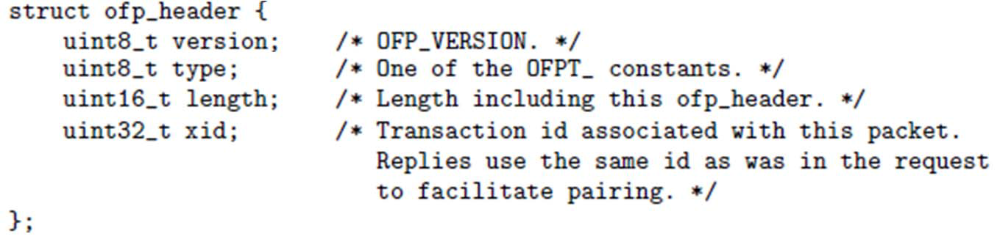 struct ofp_header {
    uint8_t version;    /* OFP_VERSION. */
    uint8_t type;       /* One of the OFPT_ constants. */
    uint16_t length;    /* Length including this ofp_header. */
    uint32_t xid;       /* Transaction id associated with this packet.
                           Replies use the same id as was in the request
                           to facilitate pairing. */
};